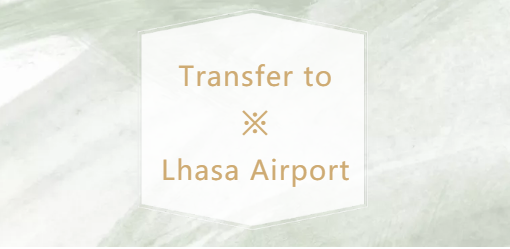 Transfer to
※
Lhasa Airport